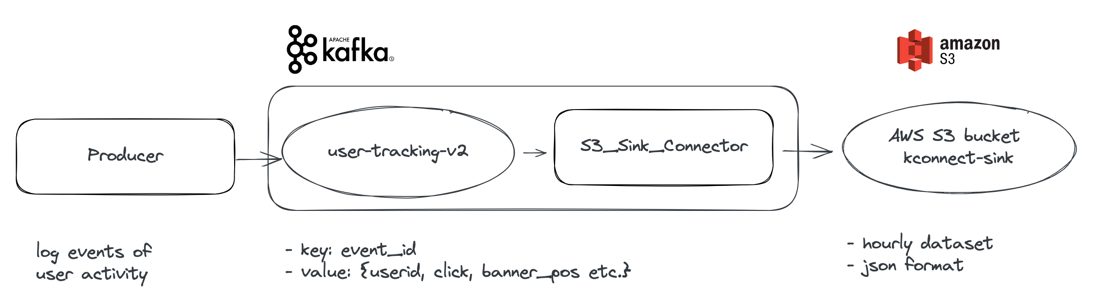 APACHE
kafka®
amazon
S3
Producer
user-tracking-v2
S3_Sink_Connector
AWS S3 bucket
kconnect-sink
log events of
user activity
- key: event_id
- value: {userid, click, banner_pos etc.}
- hourly dataset
- json format